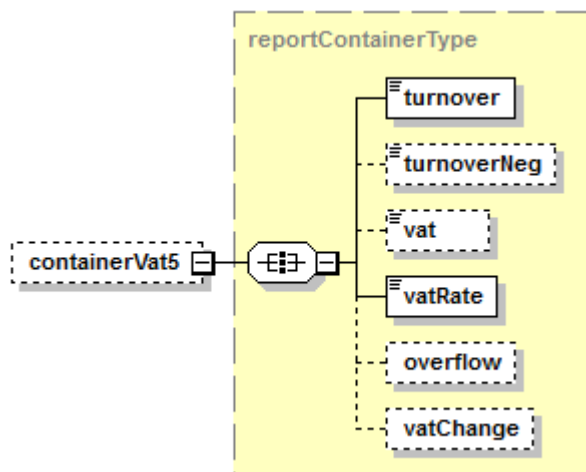 reportContainerType
turnover
turnoverNeg
vat
containerVat5
vatRate
overflow
vatChange